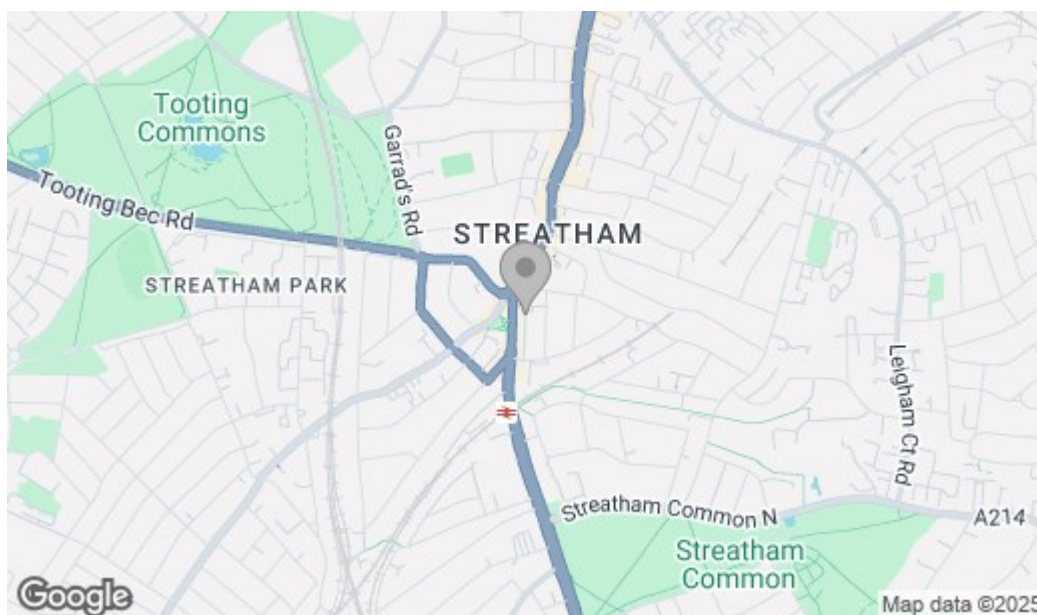 Tooting
Commons
Garrad's Rd
Tooting Bec Rd
STREATHAM
STREATHAM PARK
Leigham Ct Rd
Streatham Common N
A214
Streatham
Common
Google
Map data ©2025